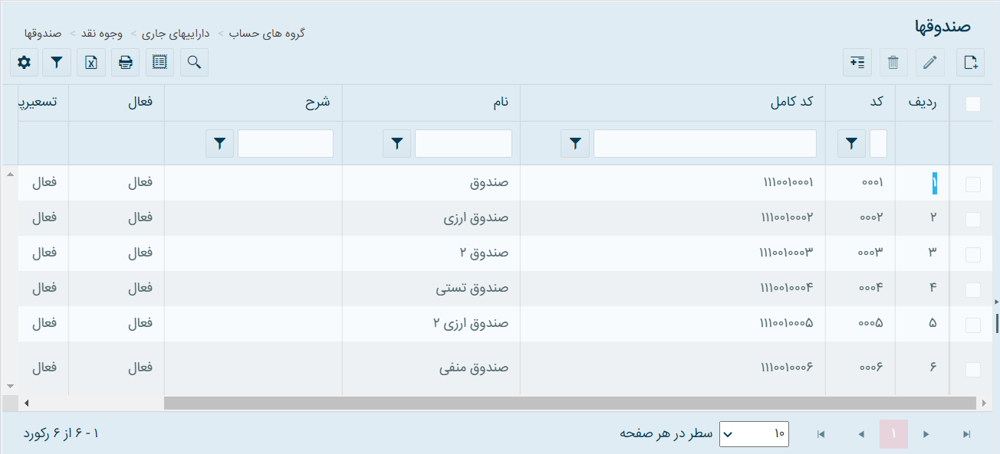 صندوقها
گروه های حساب > داراییهای جاری > وجوه نقد > صندوقها
ردیف کد کد کامل نام شرح فعال تسعیرپ
۱ ۰۰۰۱ ۱۱۱۰۰۱۰۰۰۱ صندوق فعال فعال
۲ ۰۰۰۲ ۱۱۱۰۰۱۰۰۰۲ صندوق ارزی فعال فعال
۳ ۰۰۰۳ ۱۱۱۰۰۱۰۰۰۳ صندوق ۲ فعال فعال
۴ ۰۰۰۴ ۱۱۱۰۰۱۰۰۰۴ صندوق تستی فعال فعال
۵ ۰۰۰۵ ۱۱۱۰۰۱۰۰۰۵ صندوق ارزی ۲ فعال فعال
۶ ۰۰۰۶ ۱۱۱۰۰۱۰۰۰۶ صندوق منفی فعال فعال
۱ ۱۰ سطر در هر صفحه ۱ - ۶ از ۶ رکورد